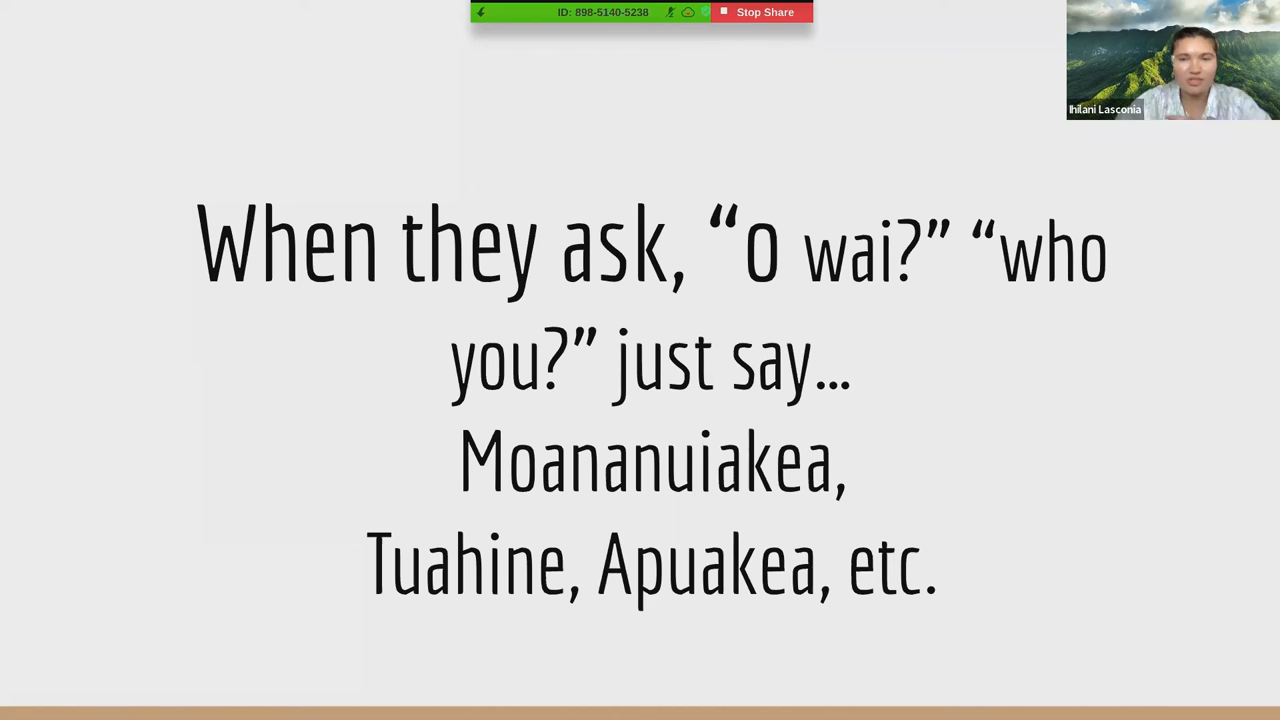 ID: 898-5140-5238 Stop Share
Ihilani Lasconia
When they ask, “o wai?” “who
you?” just say...
Moananuiakea,
Tuahine, Apuakea, etc.